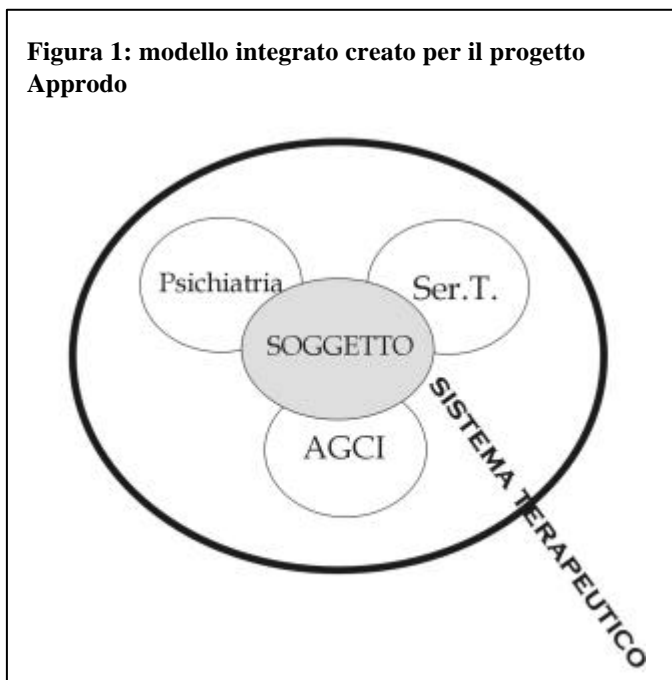 Figura 1: modello integrato creato per il progetto
Approdo
Psichiatria
Ser.T.
SOGGETTO
AGCI
SISTEMA TERAPEUTICO